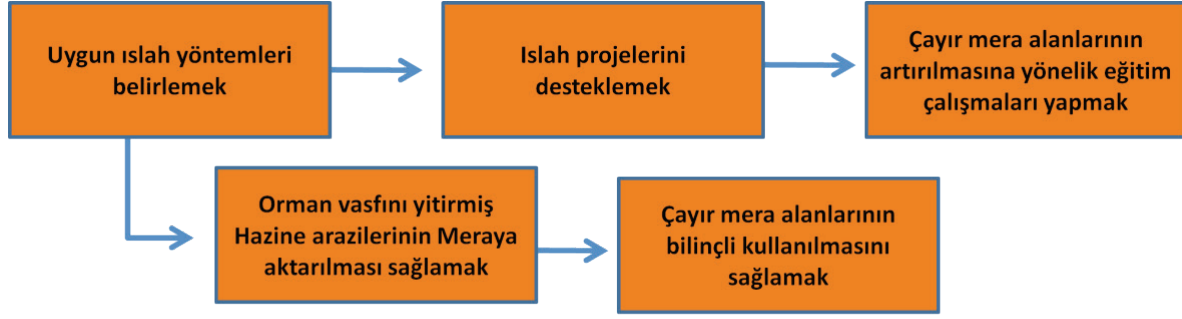 Uygun ıslah yöntemleri
belirlemek
Islah projelerini
desteklemek
Çayır mera alanlarının
artırılmasına yönelik eğitim
çalışmaları yapmak
Orman vasfını yitirmiş
Hazine arazilerinin Meraya
aktarılması sağlamak
Çayır mera alanlarının
bilinçli kullanılmasını
sağlamak